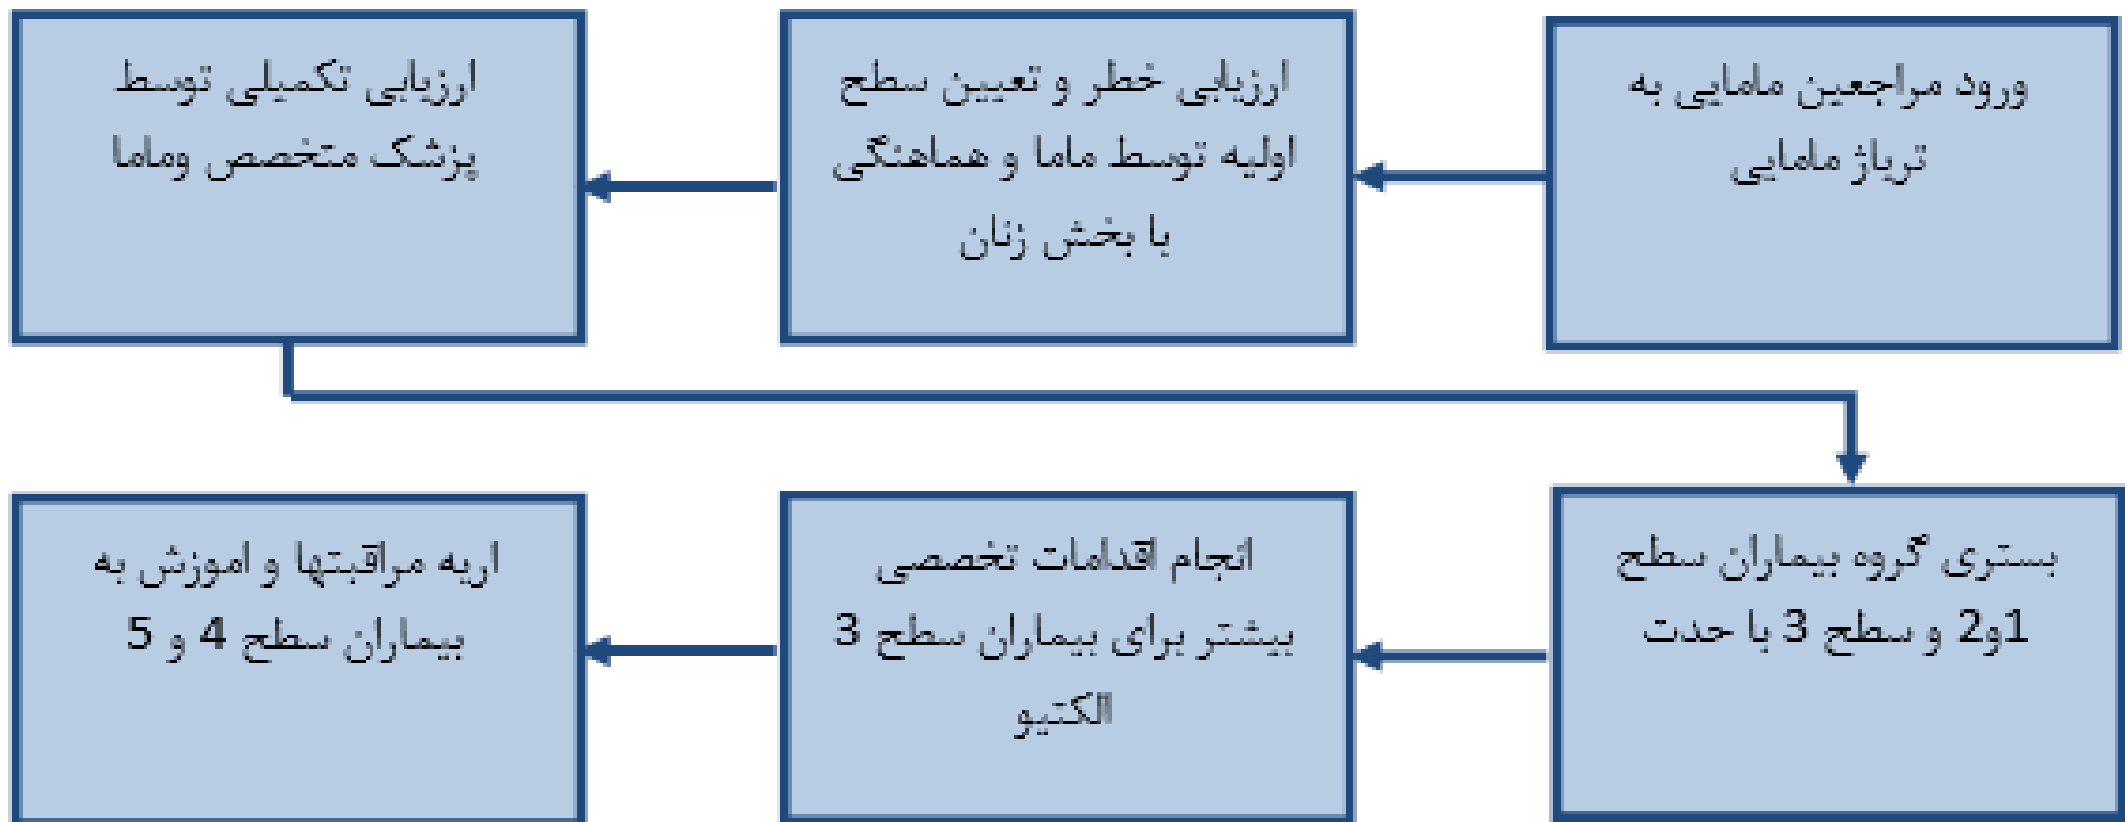 ورود مراجعین مامایی به
تریاژ مامایی
ارزیابی خطر و تعیین سطح
اولیه توسط ماما و هماهنگی
با بخش زنان
ارزیابی تکمیلی توسط
پزشک متخصص وماما
بستری گروه بیماران سطح
1و2 و سطح 3 با حدت
انجام اقدامات تخصصی
بیشتر برای بیماران سطح 3
الکتیو
اریه مراقبتها و اموزش به
بیماران سطح 4 و 5